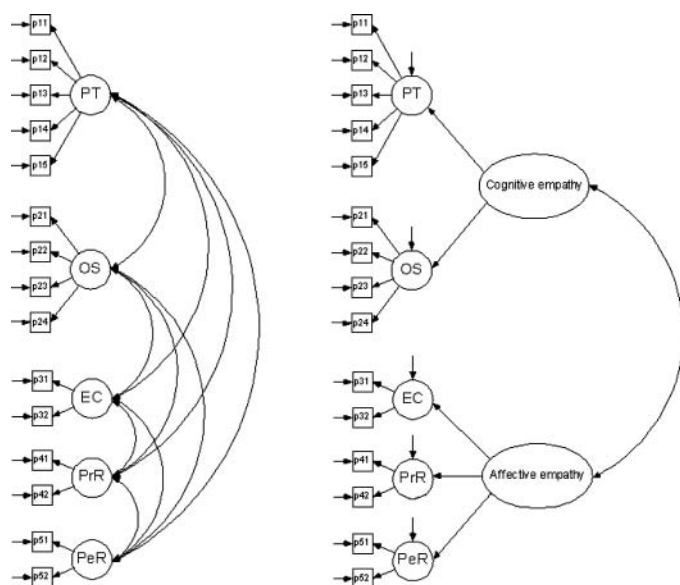 p11
p12
p13
p14
p15
PT
p21
p22
p23
p24
OS
p31
p32
EC
p41
p42
PrR
p51
p52
PeR
p11
p12
p13
p14
p15
PT
Cognitive empathy
p21
p22
p23
p24
OS
p31
p32
EC
p41
p42
PrR
Affective empathy
p51
p52
PeR